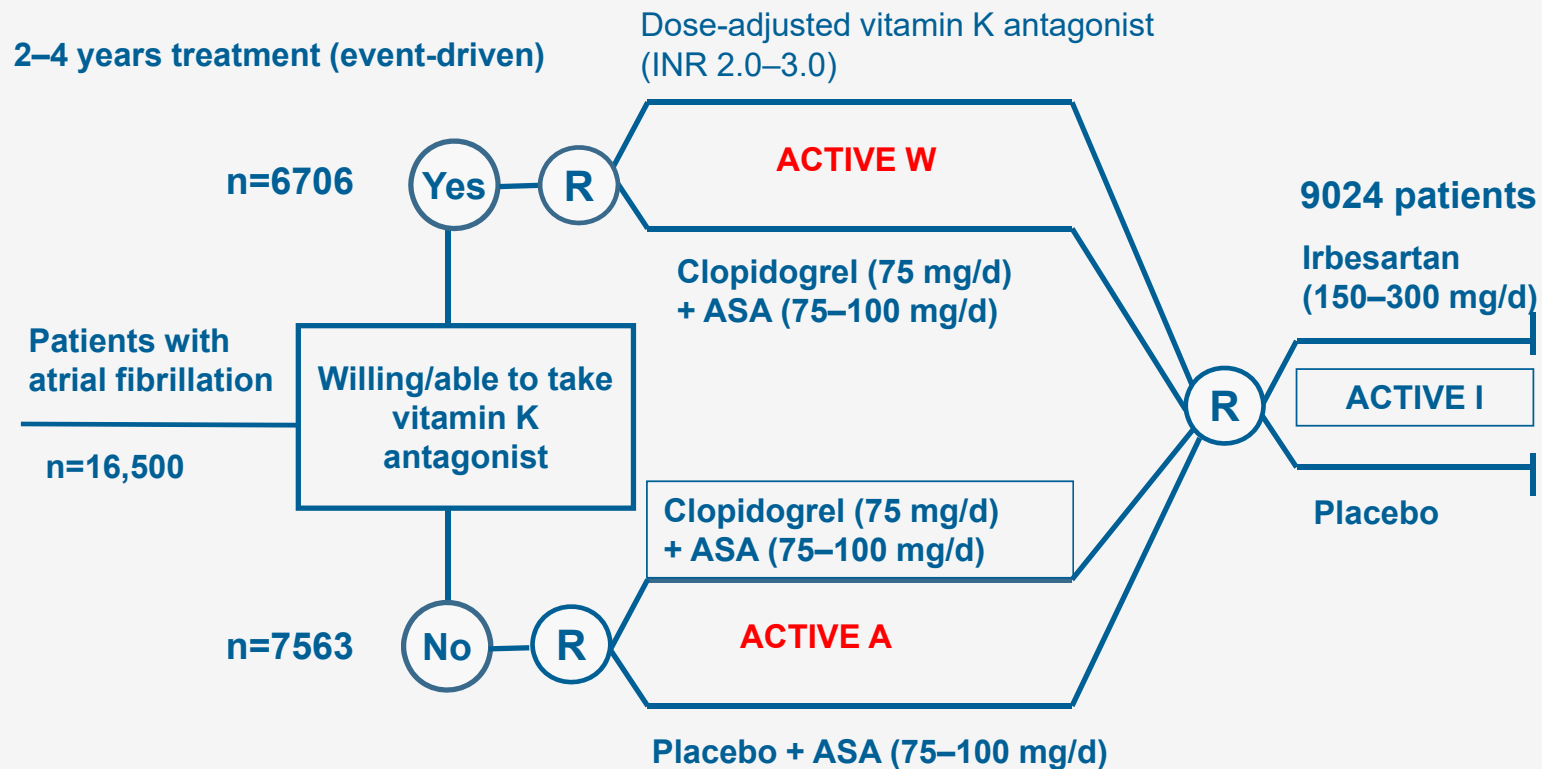 2–4 years treatment (event-driven)
Dose-adjusted vitamin K antagonist
(INR 2.0–3.0)
n=6706
Yes
R
ACTIVE W
Clopidogrel (75 mg/d)
+ ASA (75–100 mg/d)
9024 patients
Irbesartan
(150–300 mg/d)
Patients with
atrial fibrillation
n=16,500
Willing/able to take
vitamin K
antagonist
R
ACTIVE I
Placebo
Clopidogrel (75 mg/d)
+ ASA (75–100 mg/d)
n=7563
No
R
ACTIVE A
Placebo + ASA (75–100 mg/d)